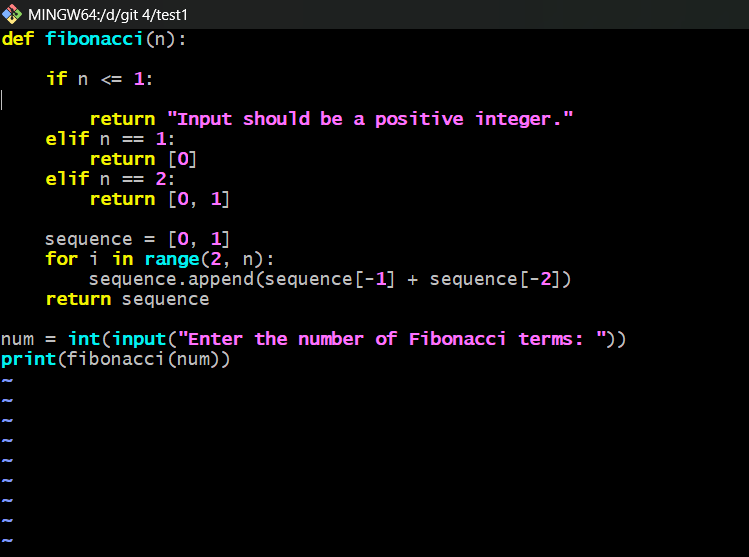 MINGW64:/d/git 4/test1
def fibonacci(n):
    if n <= 1:
        return "Input should be a positive integer."
    elif n == 1:
        return [0]
    elif n == 2:
        return [0, 1]
    sequence = [0, 1]
    for i in range(2, n):
        sequence.append(sequence[-1] + sequence[-2])
    return sequence
num = int(input("Enter the number of Fibonacci terms: "))
print(fibonacci(num))
~
~
~
~
~
~
~
~
~